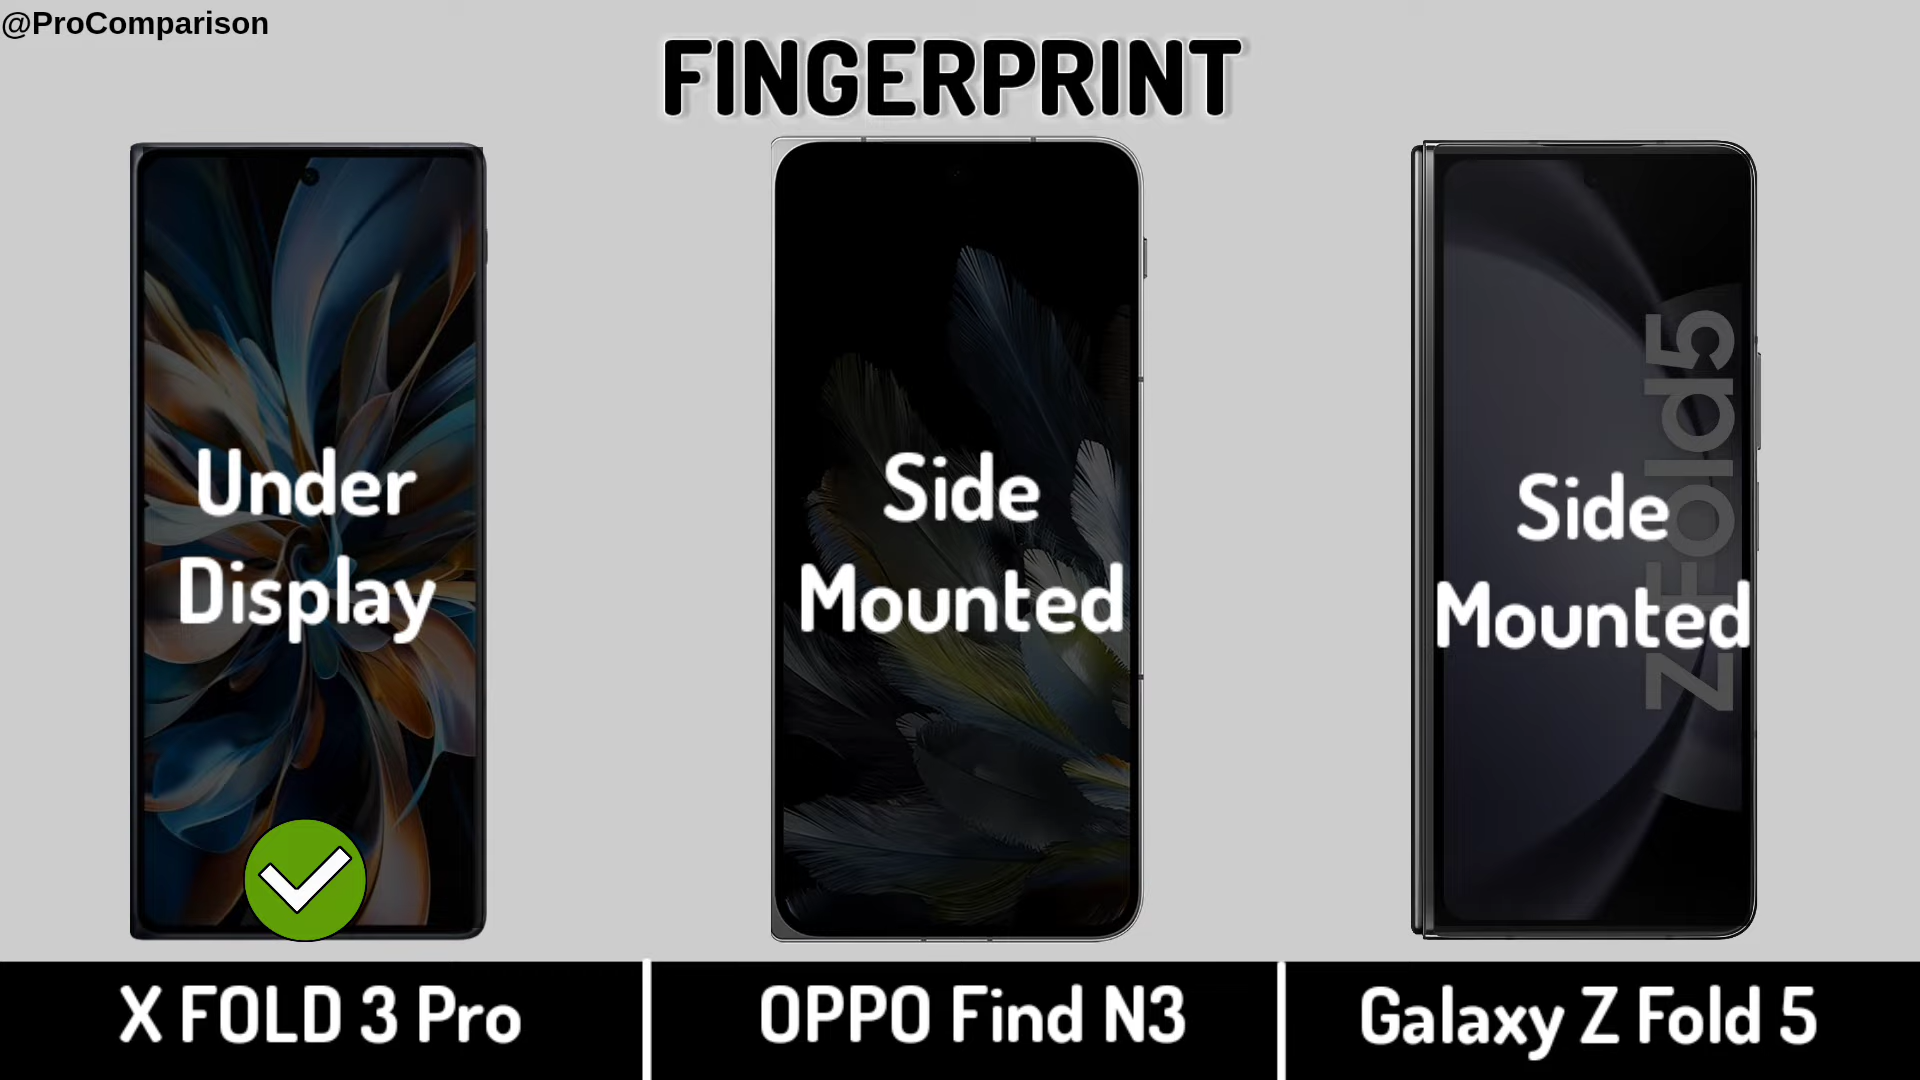 @ProComparison
FINGERPRINT
Under
Display
Side
Mounted
Side
Mounted
Z Fold5
X FOLD 3 Pro
OPPO Find N3
Galaxy Z Fold 5